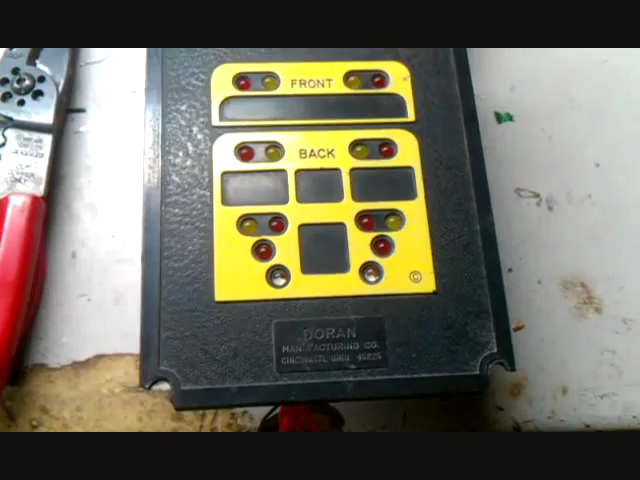 FRONT
BACK
©
DORAN
MANUFACTURING CO.
CINCINNATI, OHIO 45225